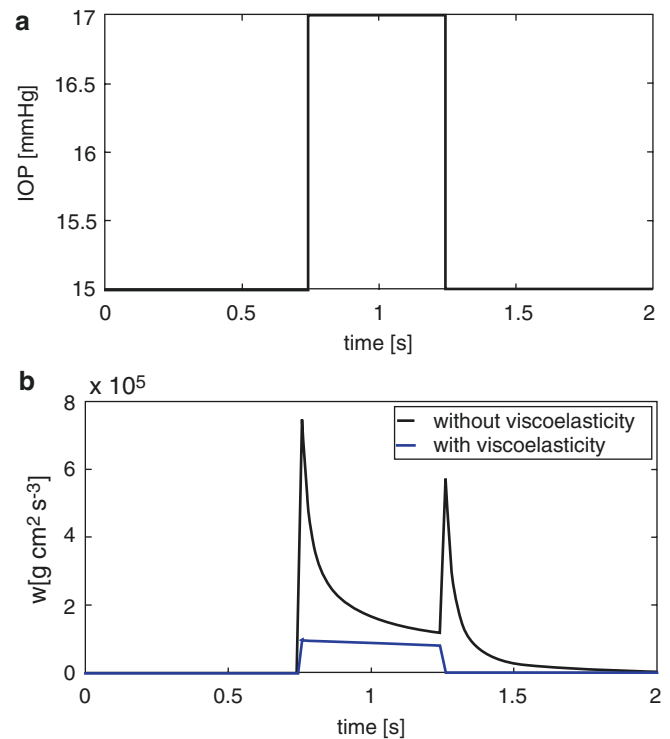 a
17
16.5
16
15.5
15
IOP [mmHg]
0
0.5
1
1.5
2
time [s]
b
x 10⁵
8
6
4
2
0
w[g cm² s⁻³]
without viscoelasticity
with viscoelasticity
0
0.5
1
1.5
2
time [s]